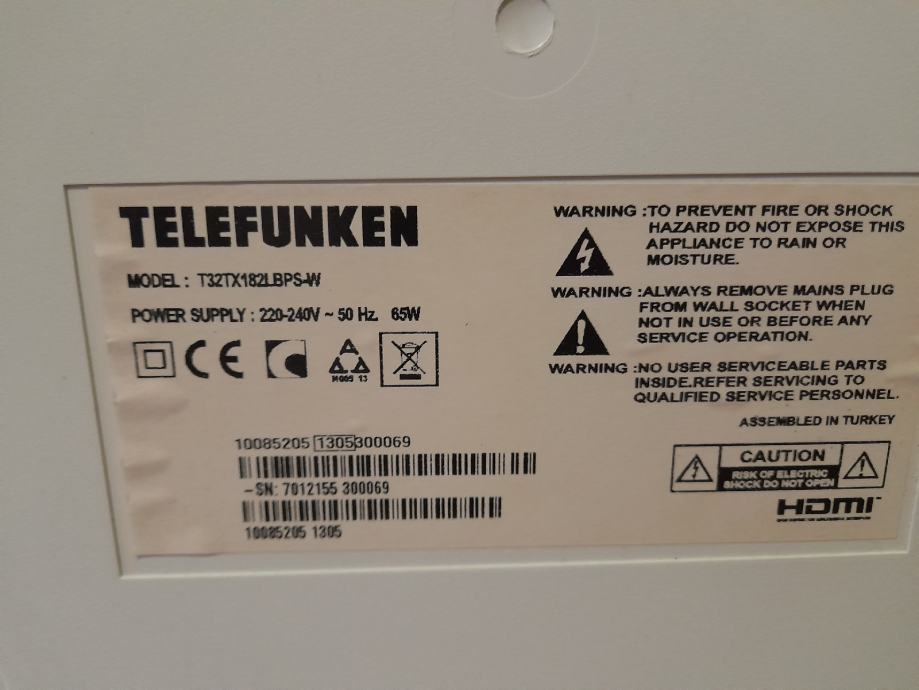 TELEFUNKEN
MODEL : T32TX182LBPS-W
POWER SUPPLY : 220-240V ~ 50 Hz. 65W
CE
M005 13
10085205 1305300069
-SN: 7012155 300069
10085205 1305
WARNING :TO PREVENT FIRE OR SHOCK
HAZARD DO NOT EXPOSE THIS
APPLIANCE TO RAIN OR
MOISTURE.
WARNING :ALWAYS REMOVE MAINS PLUG
FROM WALL SOCKET WHEN
NOT IN USE OR BEFORE ANY
SERVICE OPERATION.
WARNING :NO USER SERVICEABLE PARTS
INSIDE.REFER SERVICING TO
QUALIFIED SERVICE PERSONNEL.
ASSEMBLED IN TURKEY
CAUTION
RISK OF ELECTRIC
SHOCK DO NOT OPEN
HDMI